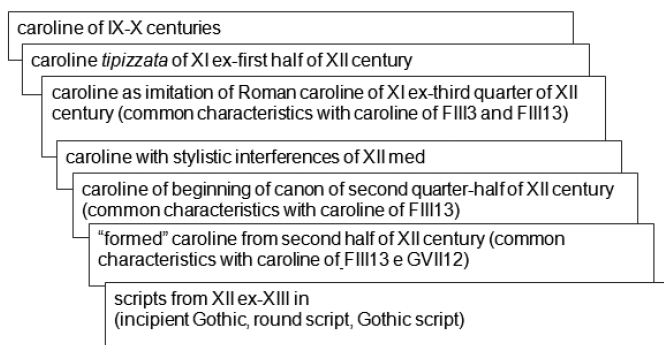 caroline of IX-X centuries
caroline tipizzata of XI ex-first half of XII century
caroline as imitation of Roman caroline of XI ex-third quarter of XII
century (common characteristics with caroline of FIII3 and FIII13)
caroline with stylistic interferences of XII med
caroline of beginning of canon of second quarter-half of XII century
(common characteristics with caroline of FIII13)
“formed” caroline from second half of XII century (common
characteristics with caroline of FIII13 e GVII12)
scripts from XII ex-XIII in
(incipient Gothic, round script, Gothic script)